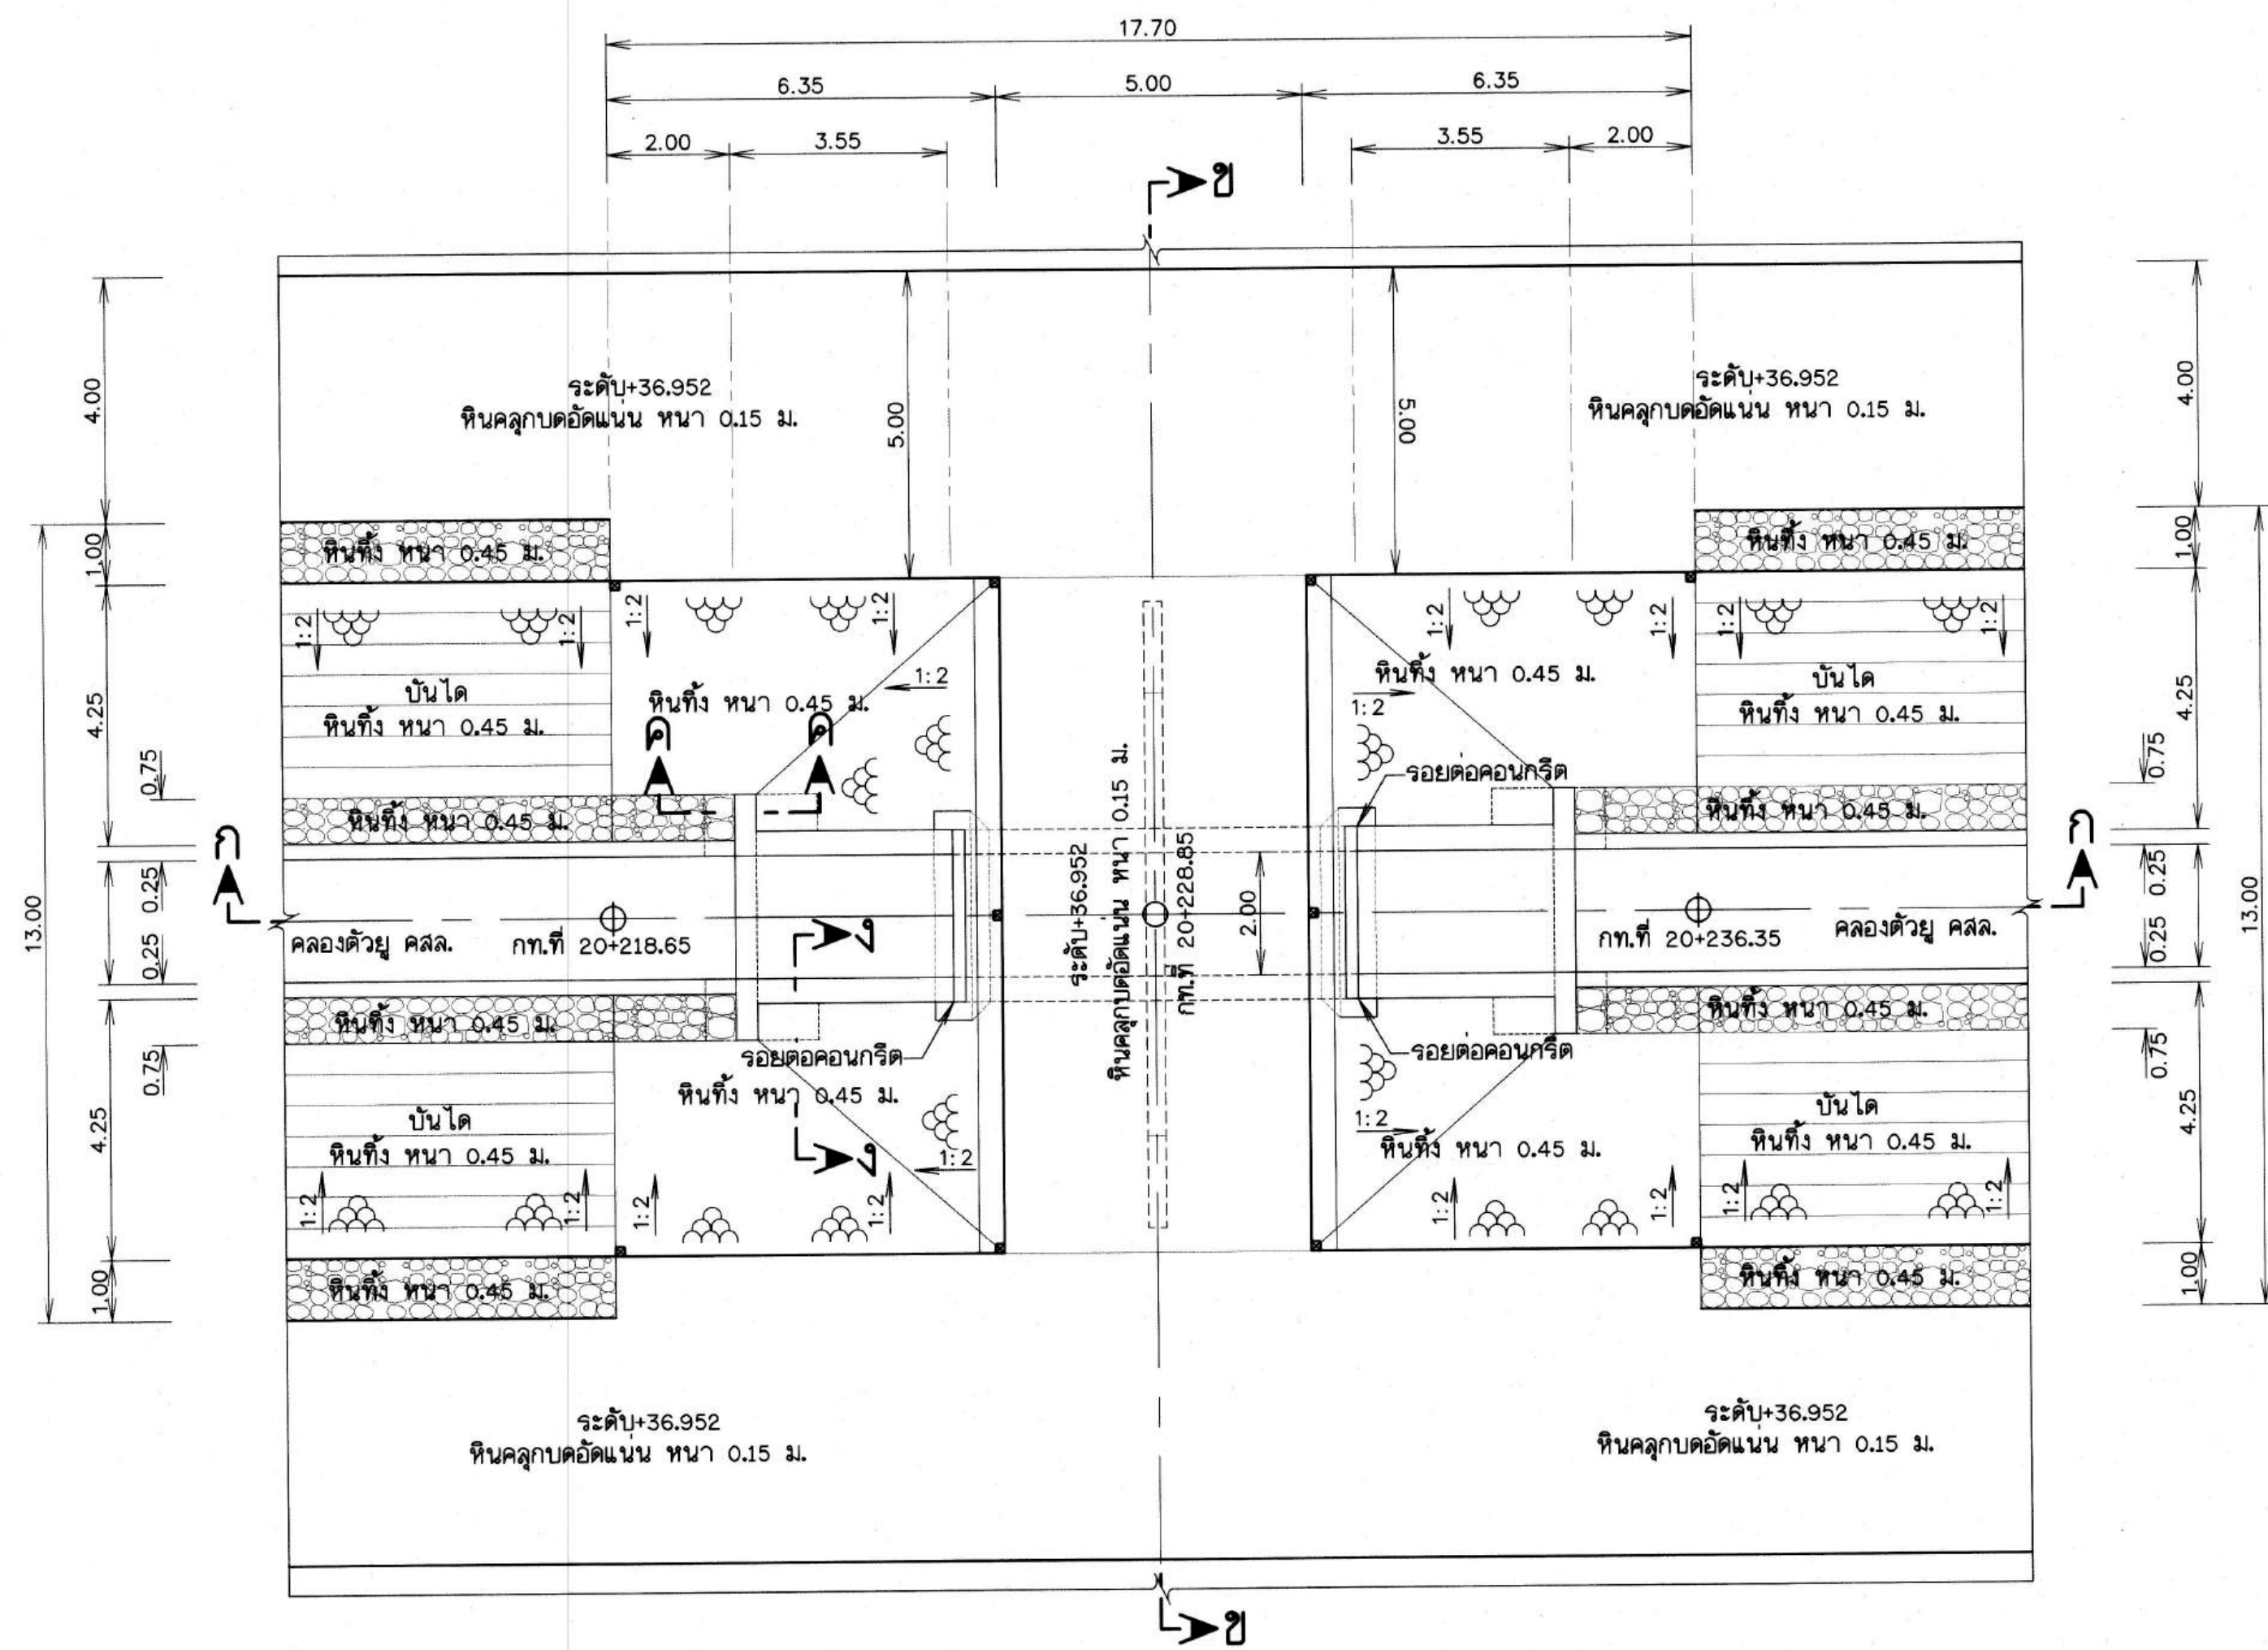 17.70
6.35 5.00 6.35
2.00 3.55 3.55 2.00
ข
4.00
ระดับ+36.952
หินคลุกบดอัดแน่น หนา 0.15 ม.
5.00
5.00
ระดับ+36.952
หินคลุกบดอัดแน่น หนา 0.15 ม.
4.00
1.00
หินทิ้ง หนา 0.45 ม.
หินทิ้ง หนา 0.45 ม.
1.00
1:2 1:2 1:2 1:2 1:2 1:2 1:2 1:2
บันได
หินทิ้ง หนา 0.45 ม.
หินทิ้ง หนา 0.45 ม.
1:2
หินทิ้ง หนา 0.45 ม.
1:2
บันได
หินทิ้ง หนา 0.45 ม.
4.25
4.25
ค ค
0.75
0.75
รอยต่อคอนกรีต
หินทิ้ง หนา 0.45 ม.
หินทิ้ง หนา 0.45 ม.
ก
ก
13.00
0.25
0.25
ระดับ+36.952
หินคลุกบดอัดแน่น หนา 0.15 ม.
กท.ที่ 20+228.85
2.00
0.25
0.25
13.00
คลองตัวยู คสล. กท.ที่ 20+218.65
ง
กท.ที่ 20+236.35 คลองตัวยู คสล.
หินทิ้ง หนา 0.45 ม.
หินทิ้ง หนา 0.45 ม.
0.75
รอยต่อคอนกรีต
รอยต่อคอนกรีต
0.75
4.25
บันได
หินทิ้ง หนา 0.45 ม.
หินทิ้ง หนา 0.45 ม.
ง
1:2
1:2
หินทิ้ง หนา 0.45 ม.
บันได
หินทิ้ง หนา 0.45 ม.
4.25
1:2 1:2 1:2 1:2 1:2 1:2 1:2 1:2
1.00
หินทิ้ง หนา 0.45 ม.
หินทิ้ง หนา 0.45 ม.
1.00
ระดับ+36.952
หินคลุกบดอัดแน่น หนา 0.15 ม.
ระดับ+36.952
หินคลุกบดอัดแน่น หนา 0.15 ม.
ข